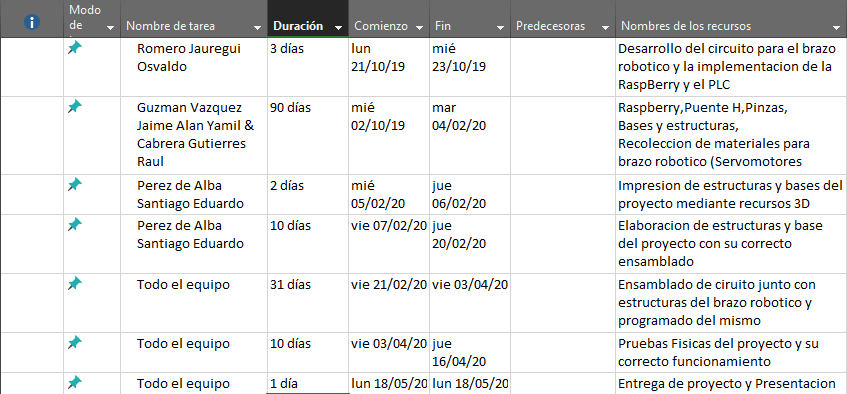 Modo de
Nombre de tarea
Duración
Comienzo
Fin
Predecesoras
Nombres de los recursos
Romero Jauregui
Osvaldo
3 días
lun
21/10/19
mié
23/10/19
Desarrollo del circuito para el brazo
robotico y la implementacion de la
RaspBerry y el PLC
Guzman Vazquez
Jaime Alan Yamil &
Cabrera Gutierres
Raul
90 días
mié
02/10/19
mar
04/02/20
Raspberry,Puente H,Pinzas,
Bases y estructuras,
Recoleccion de materiales para
brazo robotico (Servomotores
Perez de Alba
Santiago Eduardo
2 días
mié
05/02/20
jue
06/02/20
Impresion de estructuras y bases del
proyecto mediante recursos 3D
Perez de Alba
Santiago Eduardo
10 días
vie 07/02/20
jue
20/02/20
Elaboracion de estructuras y base
del proyecto con su correcto
ensamblado
Todo el equipo
31 días
vie 21/02/20
vie 03/04/20
Ensamblado de ciruito junto con
estructuras del brazo robotico y
programado del mismo
Todo el equipo
10 días
vie 03/04/20
jue
16/04/20
Pruebas Fisicas del proyecto y su
correcto funcionamiento
Todo el equipo
1 día
lun 18/05/20
lun 18/05/20
Entrega de proyecto y Presentacion